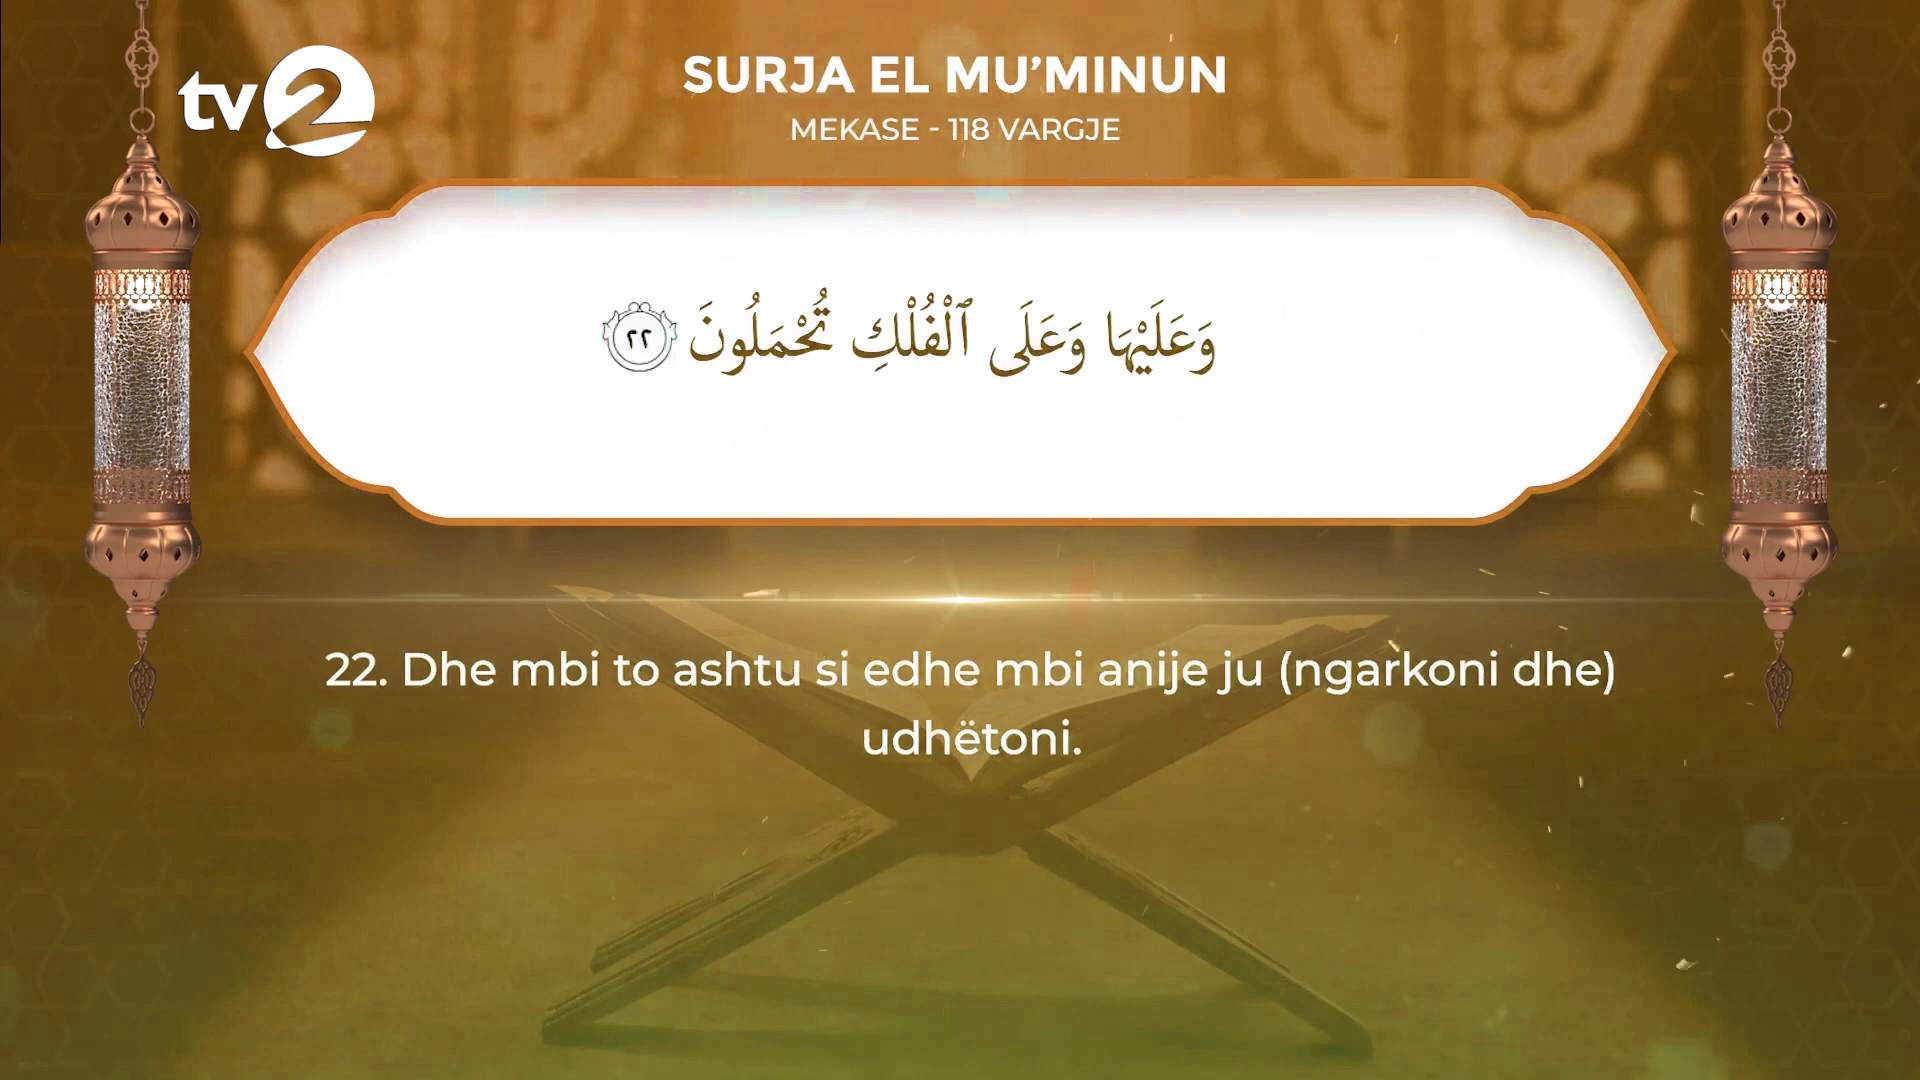 tv2
SURJA EL MU’MINUN
MEKASE - 118 VARGJE
وَعَلَيْهَا وَعَلَى ٱلْفُلْكِ تُحْمَلُونَ ٢٢
22. Dhe mbi to ashtu si edhe mbi anije ju (ngarkoni dhe)
udhëtoni.